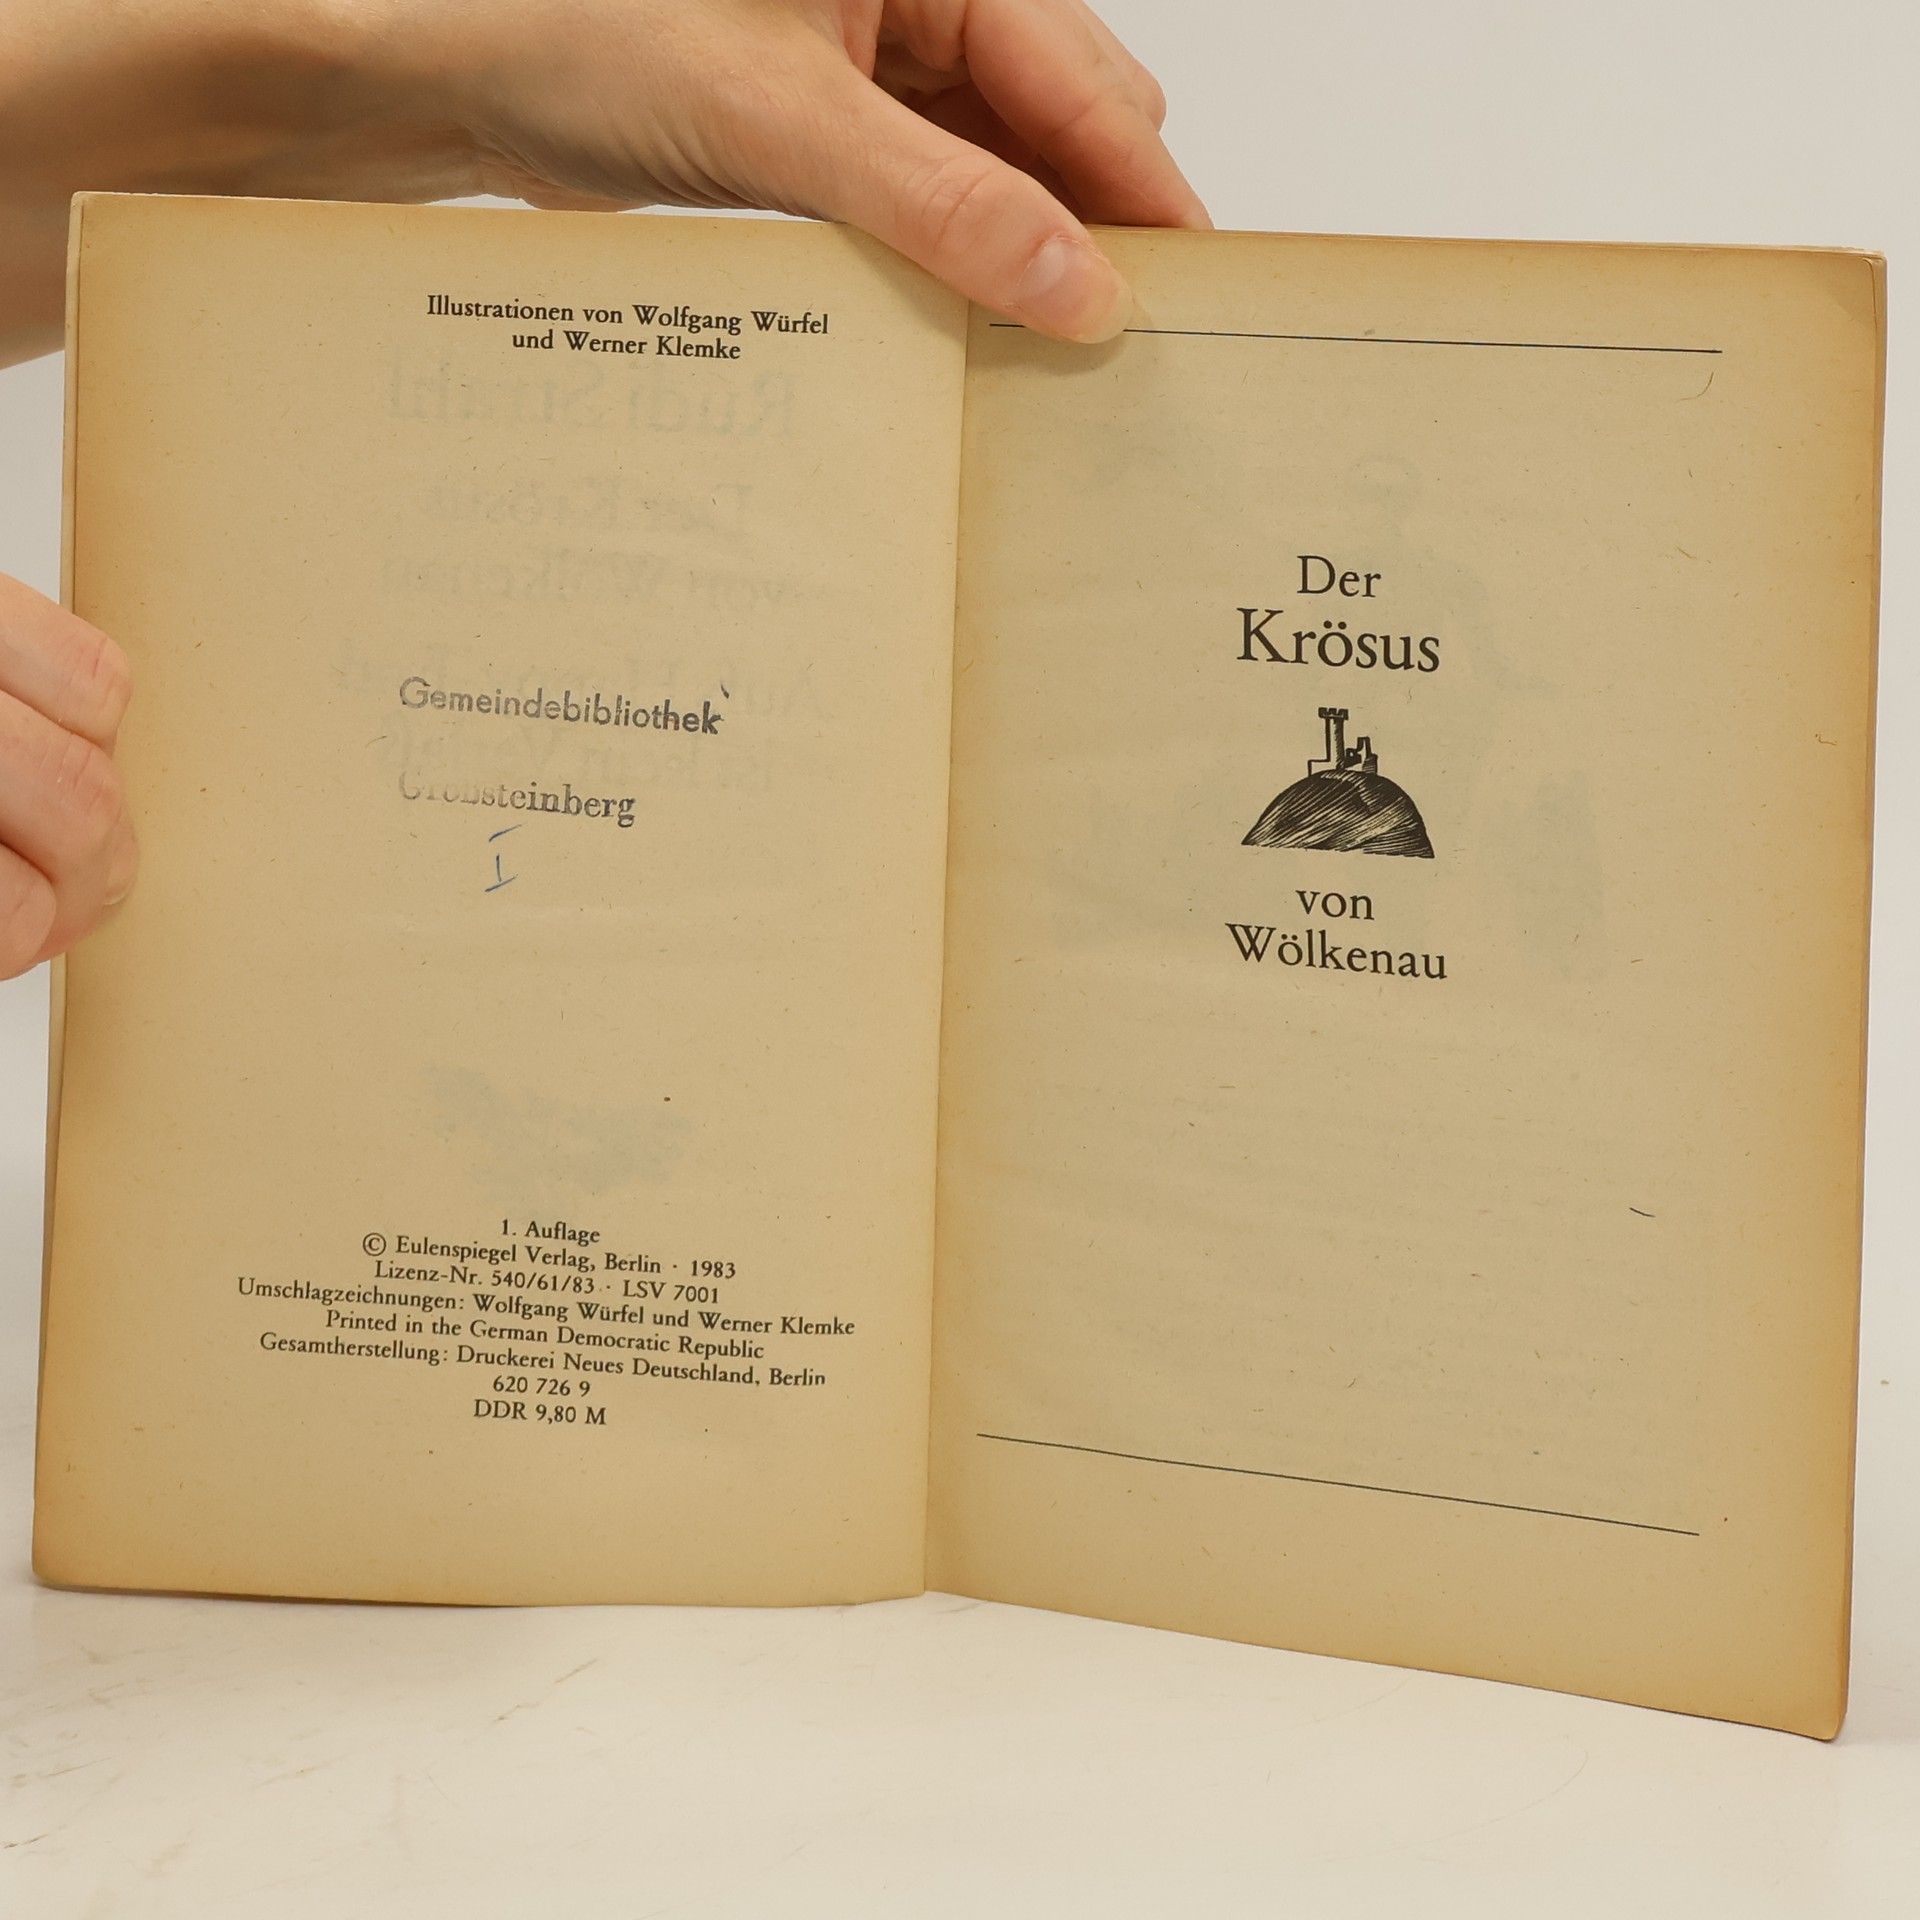 Illustrationen von Wolfgang Würfel
und Werner Klemke
Gemeindebibliothek
Großsteinberg
I
1. Auflage
© Eulenspiegel Verlag, Berlin · 1983
Lizenz-Nr. 540/61/83 · LSV 7001
Umschlagzeichnungen: Wolfgang Würfel und Werner Klemke
Printed in the German Democratic Republic
Gesamtherstellung: Druckerei Neues Deutschland, Berlin
620 726 9
DDR 9,80 M
Der
Krösus
von
Wölkenau